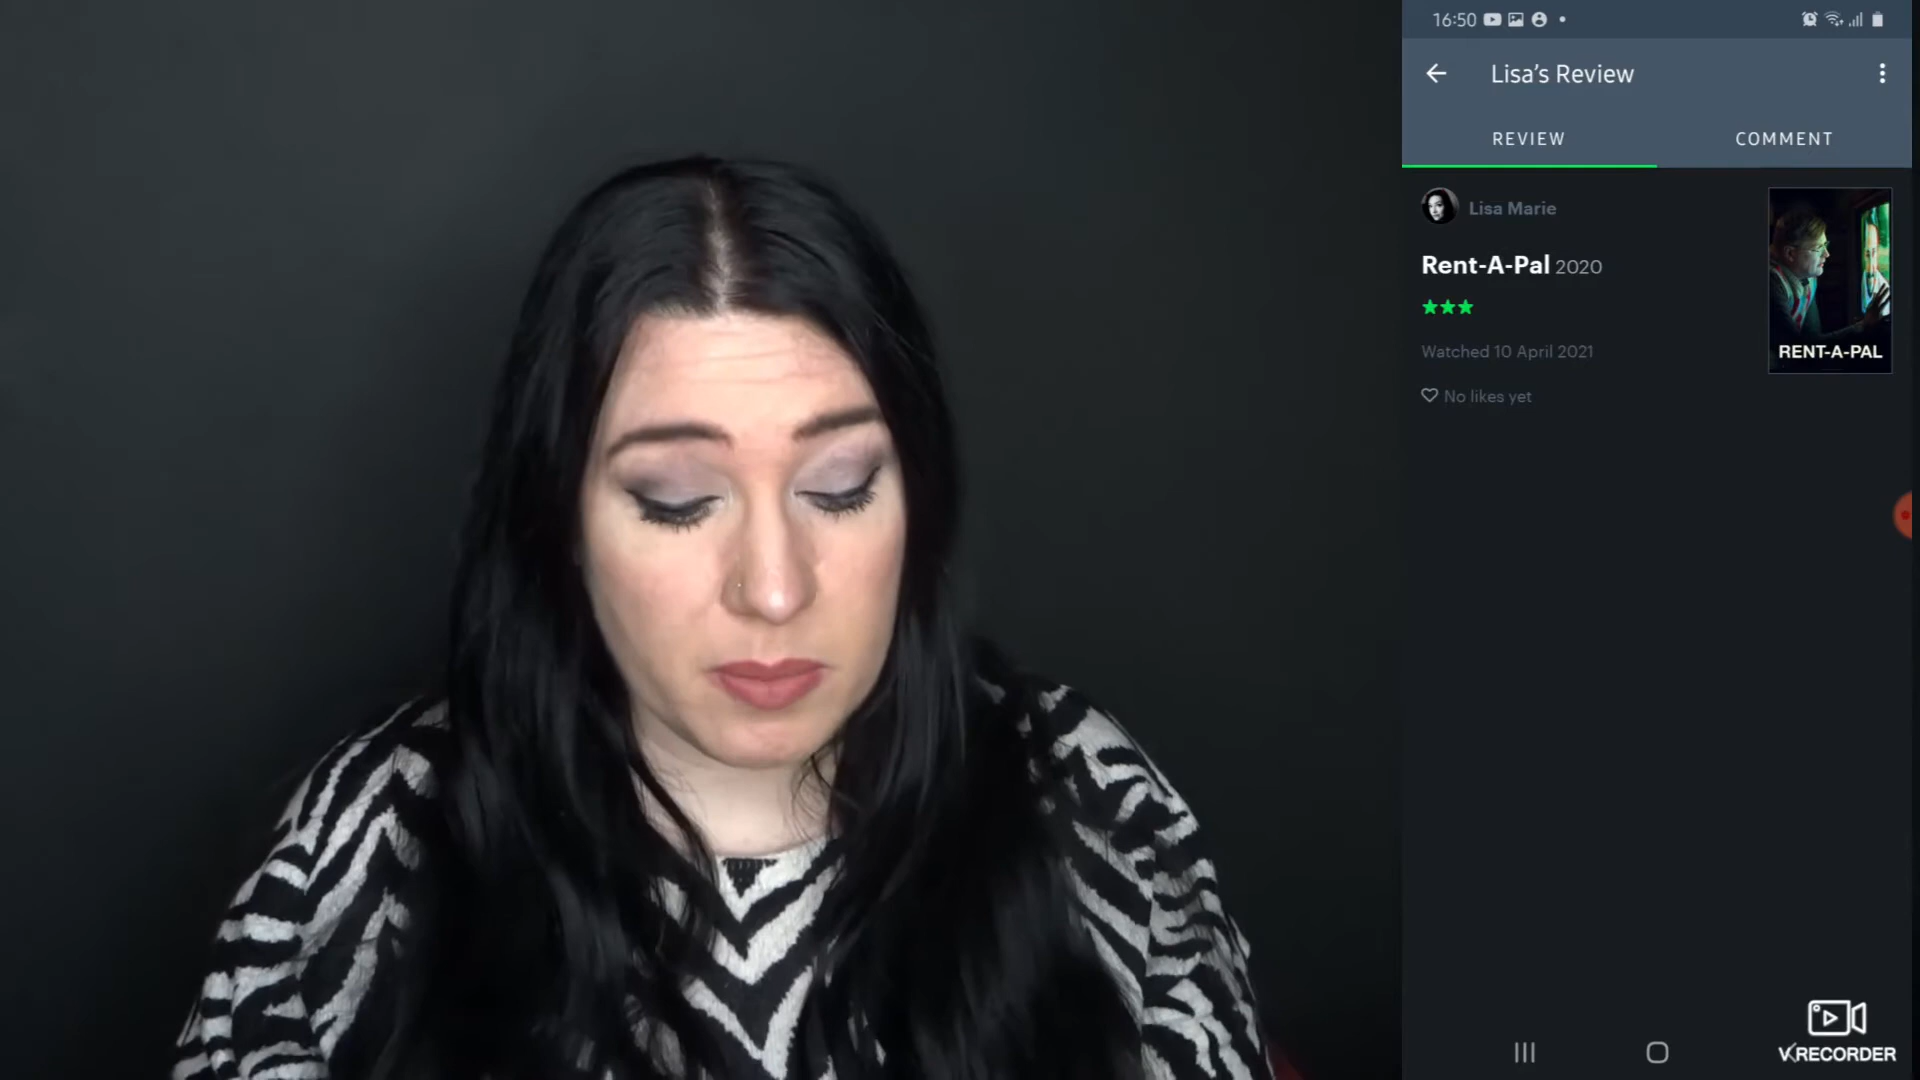 16:50
Lisa's Review
REVIEW
COMMENT
Lisa Marie
Rent-A-Pal 2020
Watched 10 April 2021
No likes yet
RENT-A-PAL
VRECORDER